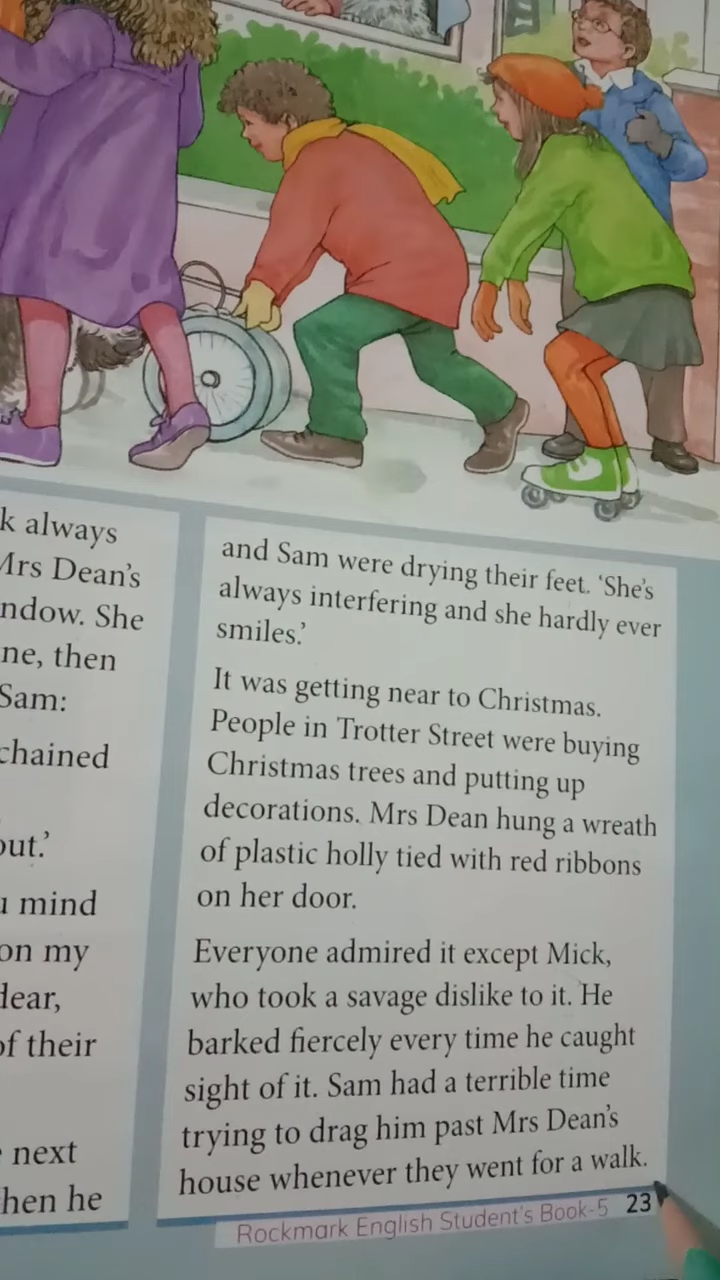 k always
Mrs Dean's
ndow. She
ne, then
Sam:
chained
out.'
u mind
on my
dear,
of their
next
hen he
and Sam were drying their feet. 'She's
always interfering and she hardly ever
smiles.'
It was getting near to Christmas.
People in Trotter Street were buying
Christmas trees and putting up
decorations. Mrs Dean hung a wreath
of plastic holly tied with red ribbons
on her door.
Everyone admired it except Mick,
who took a savage dislike to it. He
barked fiercely every time he caught
sight of it. Sam had a terrible time
trying to drag him past Mrs Dean's
house whenever they went for a walk.
Rockmark English Student's Book-5 23